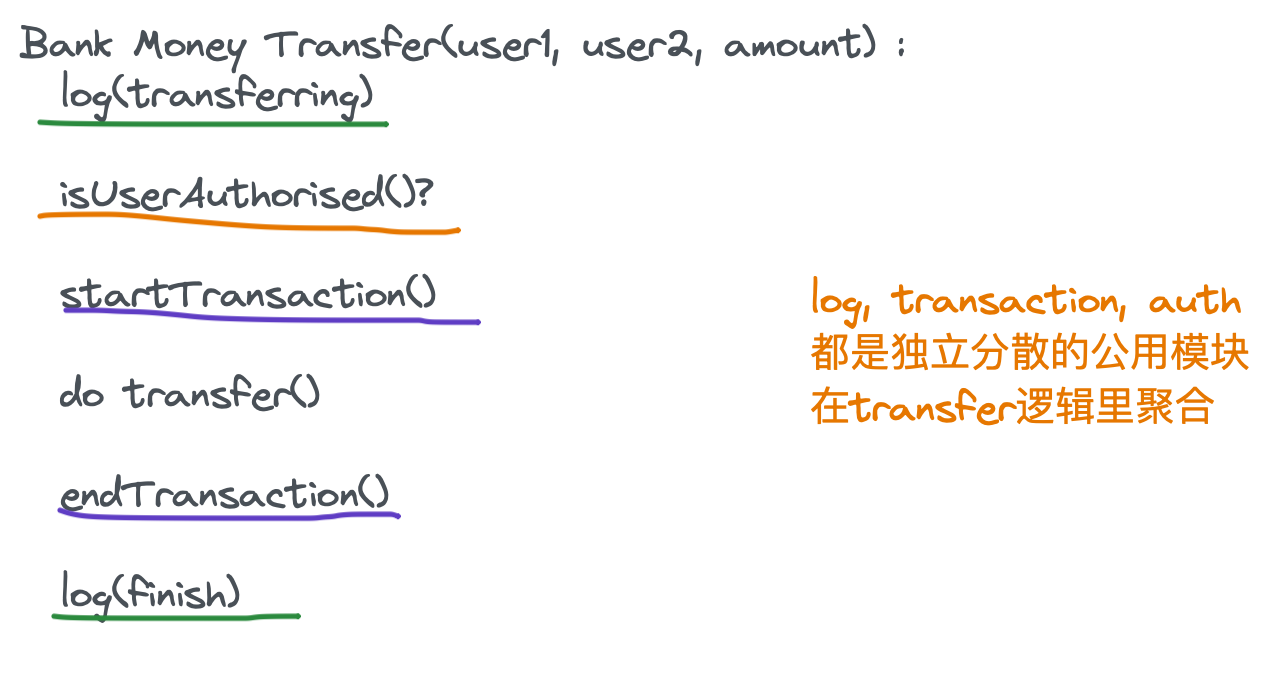 Bank Money Transfer(user1, user2, amount) :
log(transferring)
isUserAuthorised()?
startTransaction()
do transfer()
endTransaction()
log(finish)
log, transaction, auth
都是独立分散的公用模块
在transfer逻辑里聚合